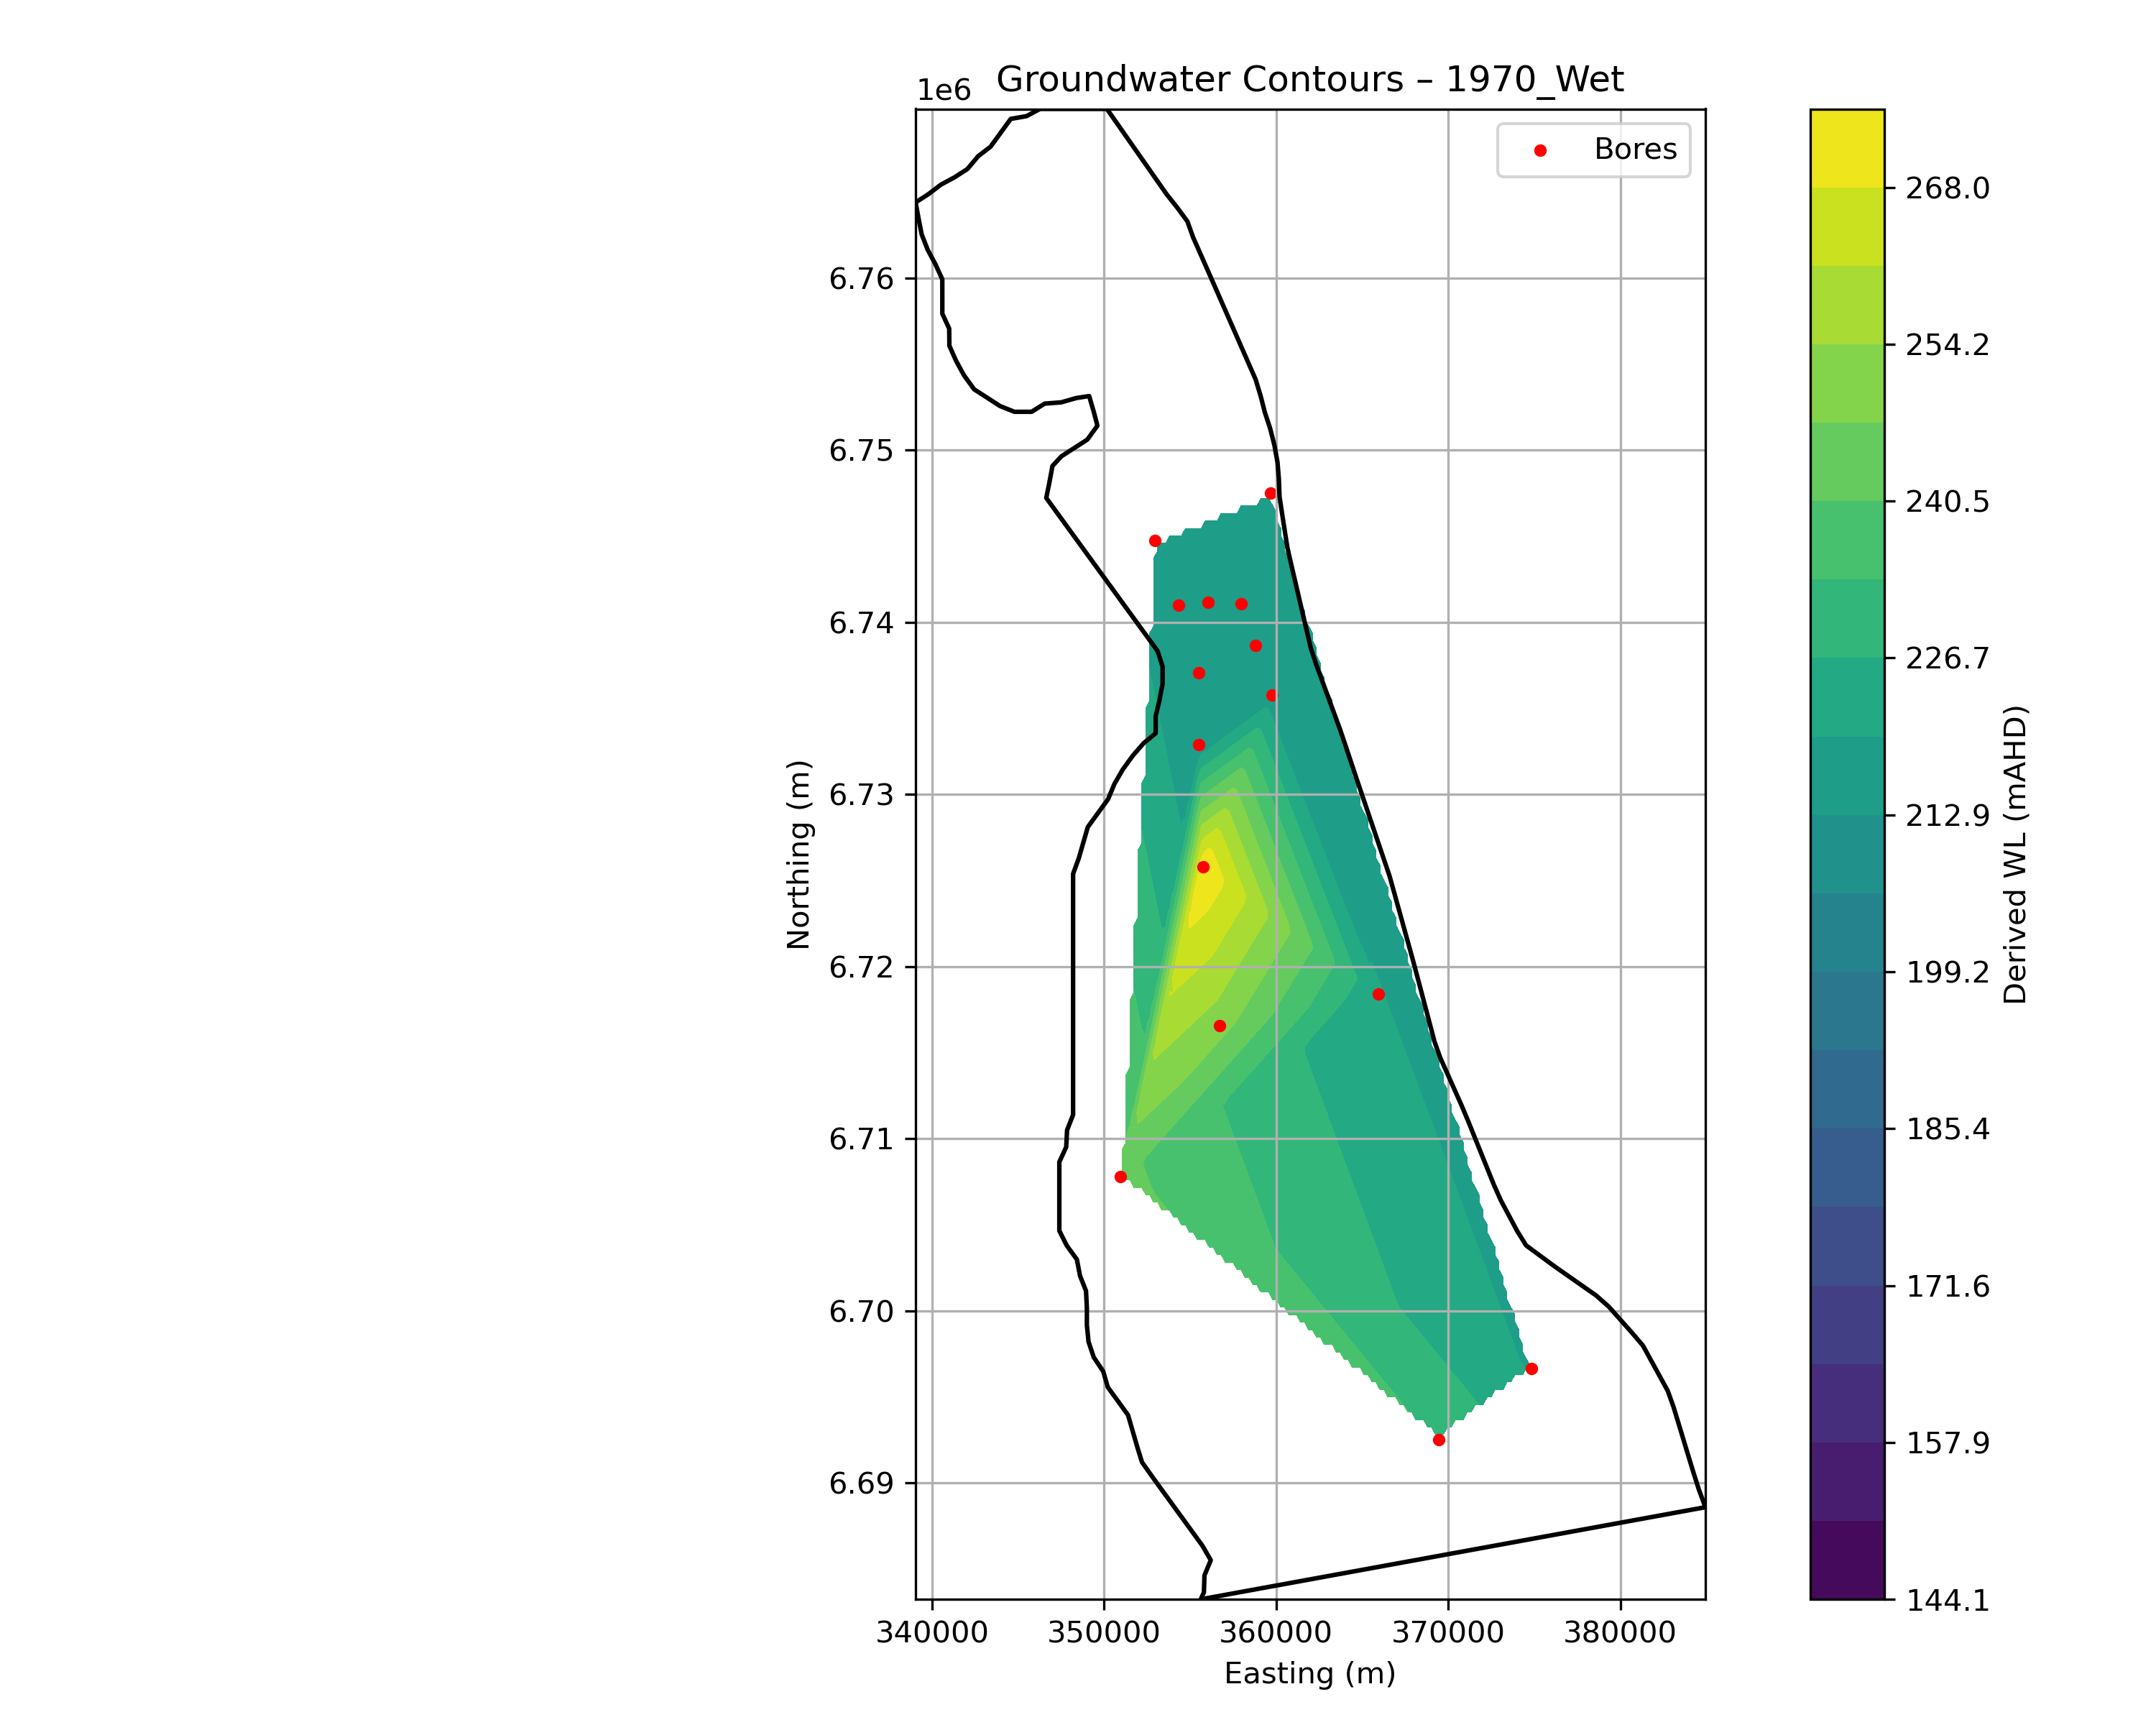 Groundwater Contours – 1970_Wet
1e6
Bores
6.76
6.75
6.74
6.73
6.72
6.71
6.70
6.69
Northing (m)
340000 350000 360000 370000 380000
Easting (m)
268.0
254.2
240.5
226.7
212.9
199.2
185.4
171.6
157.9
144.1
Derived WL (mAHD)